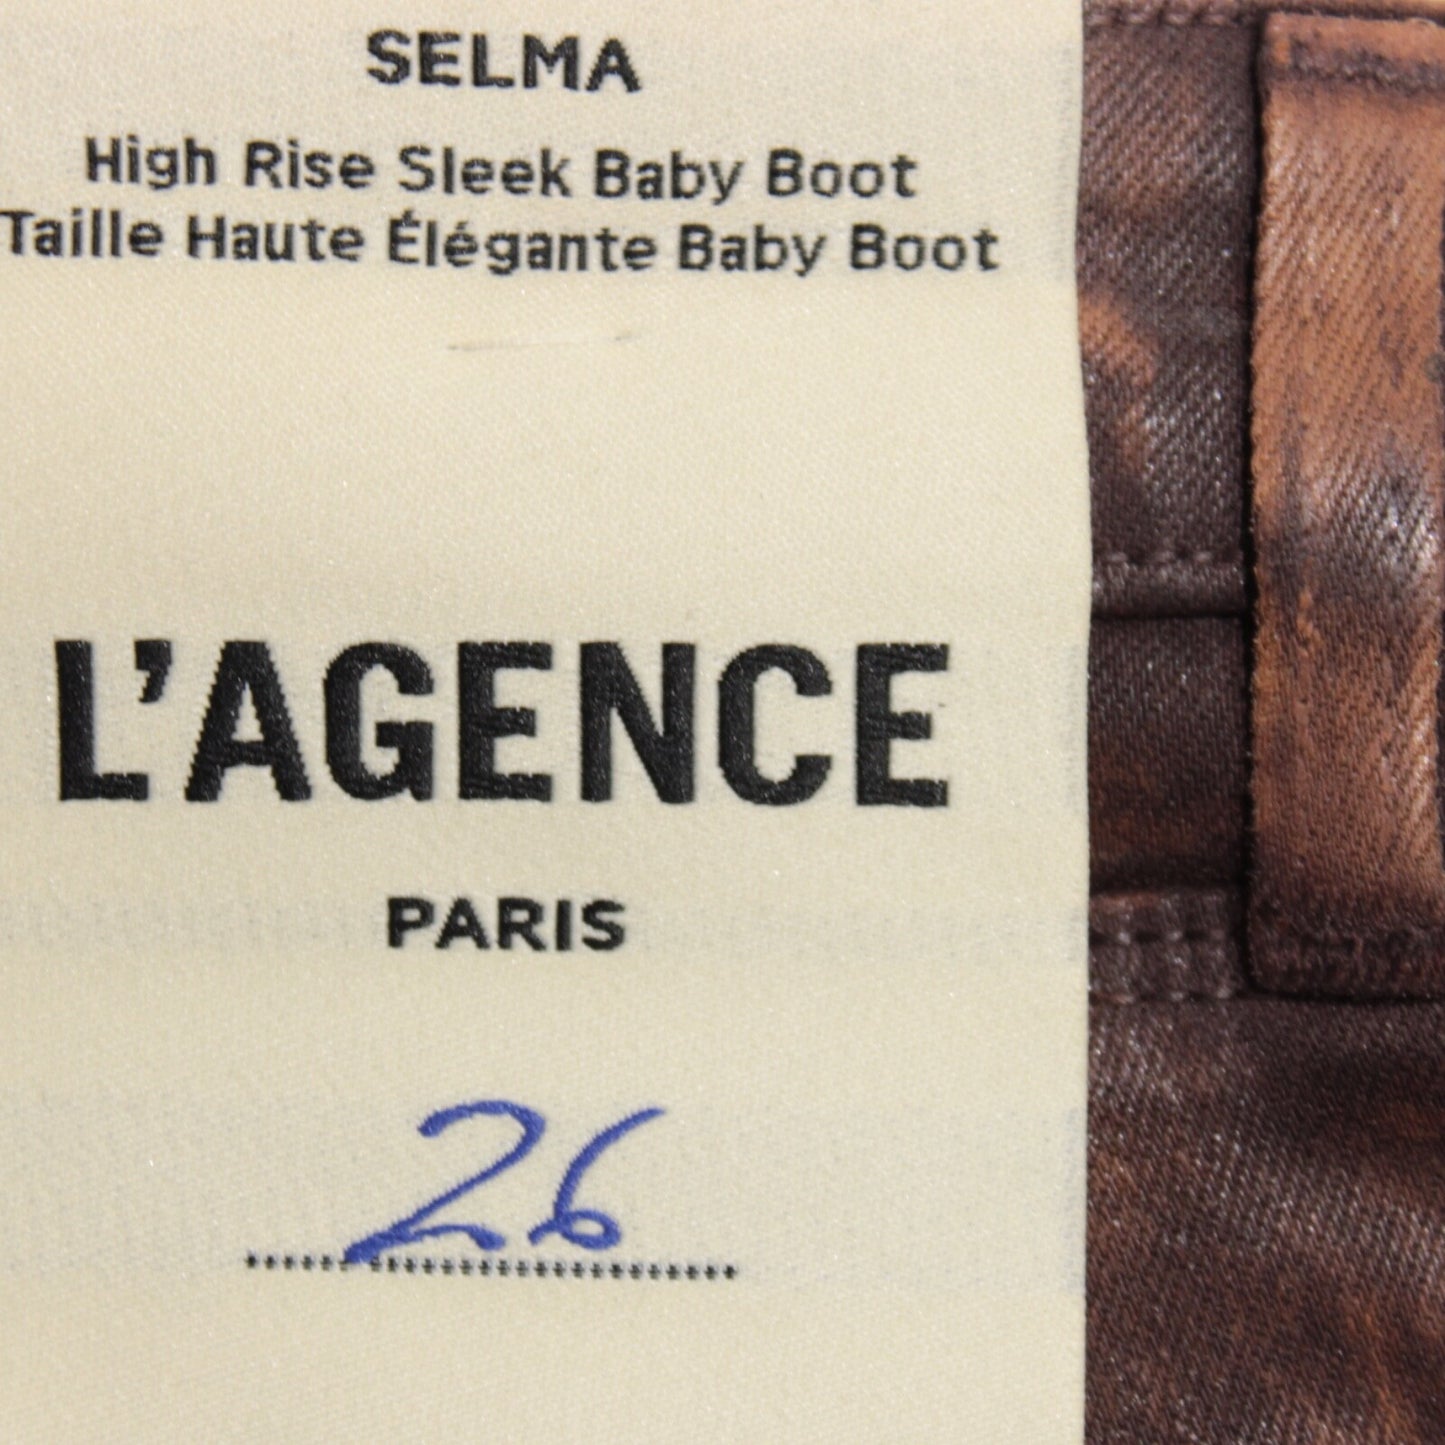 SELMA
High Rise Sleek Baby Boot
Taille Haute Élégante Baby Boot
L'AGENCE
PARIS
26